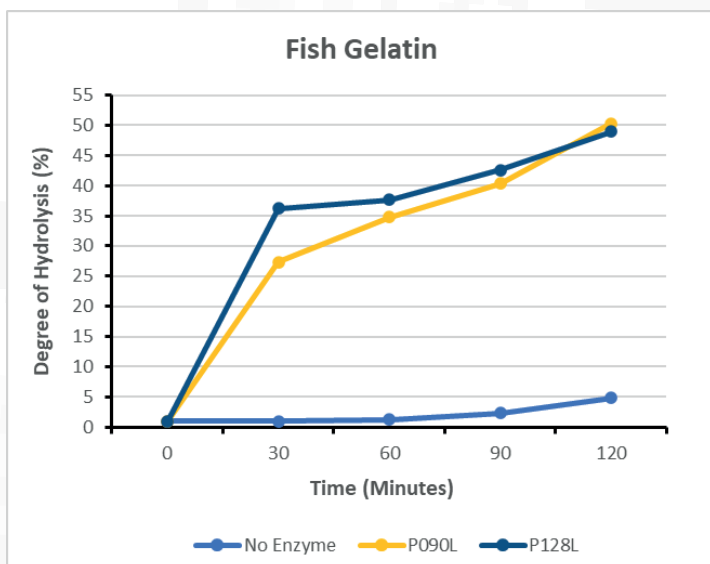 Fish Gelatin
55
50
45
40
35
30
25
20
15
10
5
0
Degree of Hydrolysis (%)
0 30 60 90 120
Time (Minutes)
No Enzyme P090L P128L